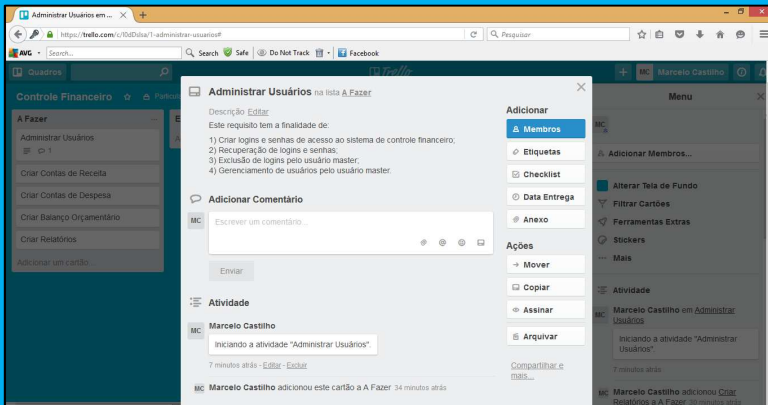 Administrar Usuários em ...
https://trello.com/c/
/1-administrar-usuarios#
Pesquisar
AVG
Search...
Search
Safe
Do Not Track
Facebook
Quadros
Trello
MC Marcelo Castilho
Controle Financeiro
A Fazer
Administrar Usuários
1
Criar Contas de Receita
Criar Contas de Despesa
Criar Balanço Orçamentário
Criar Relatórios
Adicionar um cartão...
Administrar Usuários na lista A Fazer
Descrição Editar
Este requisito tem a finalidade de:
1) Criar logins e senhas de acesso ao sistema de controle financeiro;
2) Recuperação de logins e senhas;
3) Exclusão de logins pelo usuário master;
4) Gerenciamento de usuários pelo usuário master.
Adicionar Comentário
MC
Escrever um comentário...
Enviar
Atividade
MC
Marcelo Castilho
Iniciando a atividade "Administrar Usuários".
7 minutos atrás - Editar - Excluir
MC Marcelo Castilho adicionou este cartão a A Fazer 34 minutos atrás
Adicionar
Membros
Etiquetas
Checklist
Data Entrega
Anexo
Ações
Mover
Copiar
Assinar
Arquivar
Compartilhar e
mais...
Menu
MC
Adicionar Membros...
Alterar Tela de Fundo
Filtrar Cartões
Ferramentas Extras
Stickers
Mais
Atividade
MC
Marcelo Castilho em Administrar
Usuários
Iniciando a atividade "Administrar
Usuários".
7 minutos atrás
MC
Marcelo Castilho adicionou Criar
Relatórios a A Fazer 30 minutos atrás